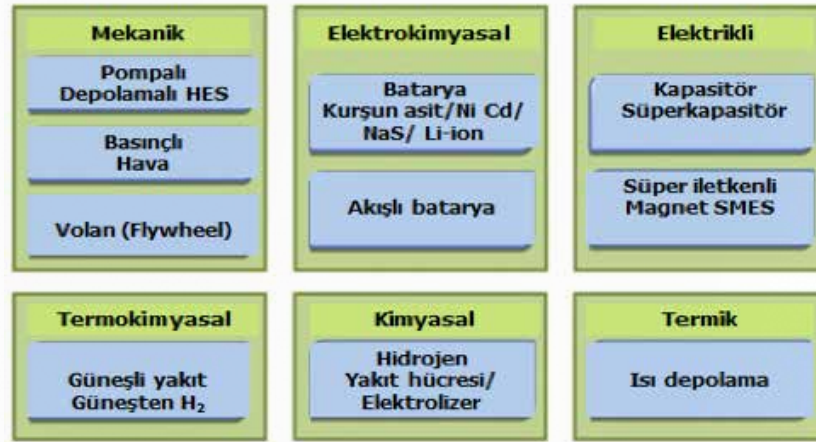 Mekanik
Pompalı
Depolamalı HES
Basınçlı
Hava
Volan (Flywheel)
Elektrokimyasal
Batarya
Kurşun asit/Ni Cd/
NaS/ Li-ion
Akışlı batarya
Elektrikli
Kapasitör
Süperkapasitör
Süper iletkenli
Magnet SMES
Termokimyasal
Güneşli yakıt
Güneşten H₂
Kimyasal
Hidrojen
Yakıt hücresi/
Elektrolizer
Termik
Isı depolama